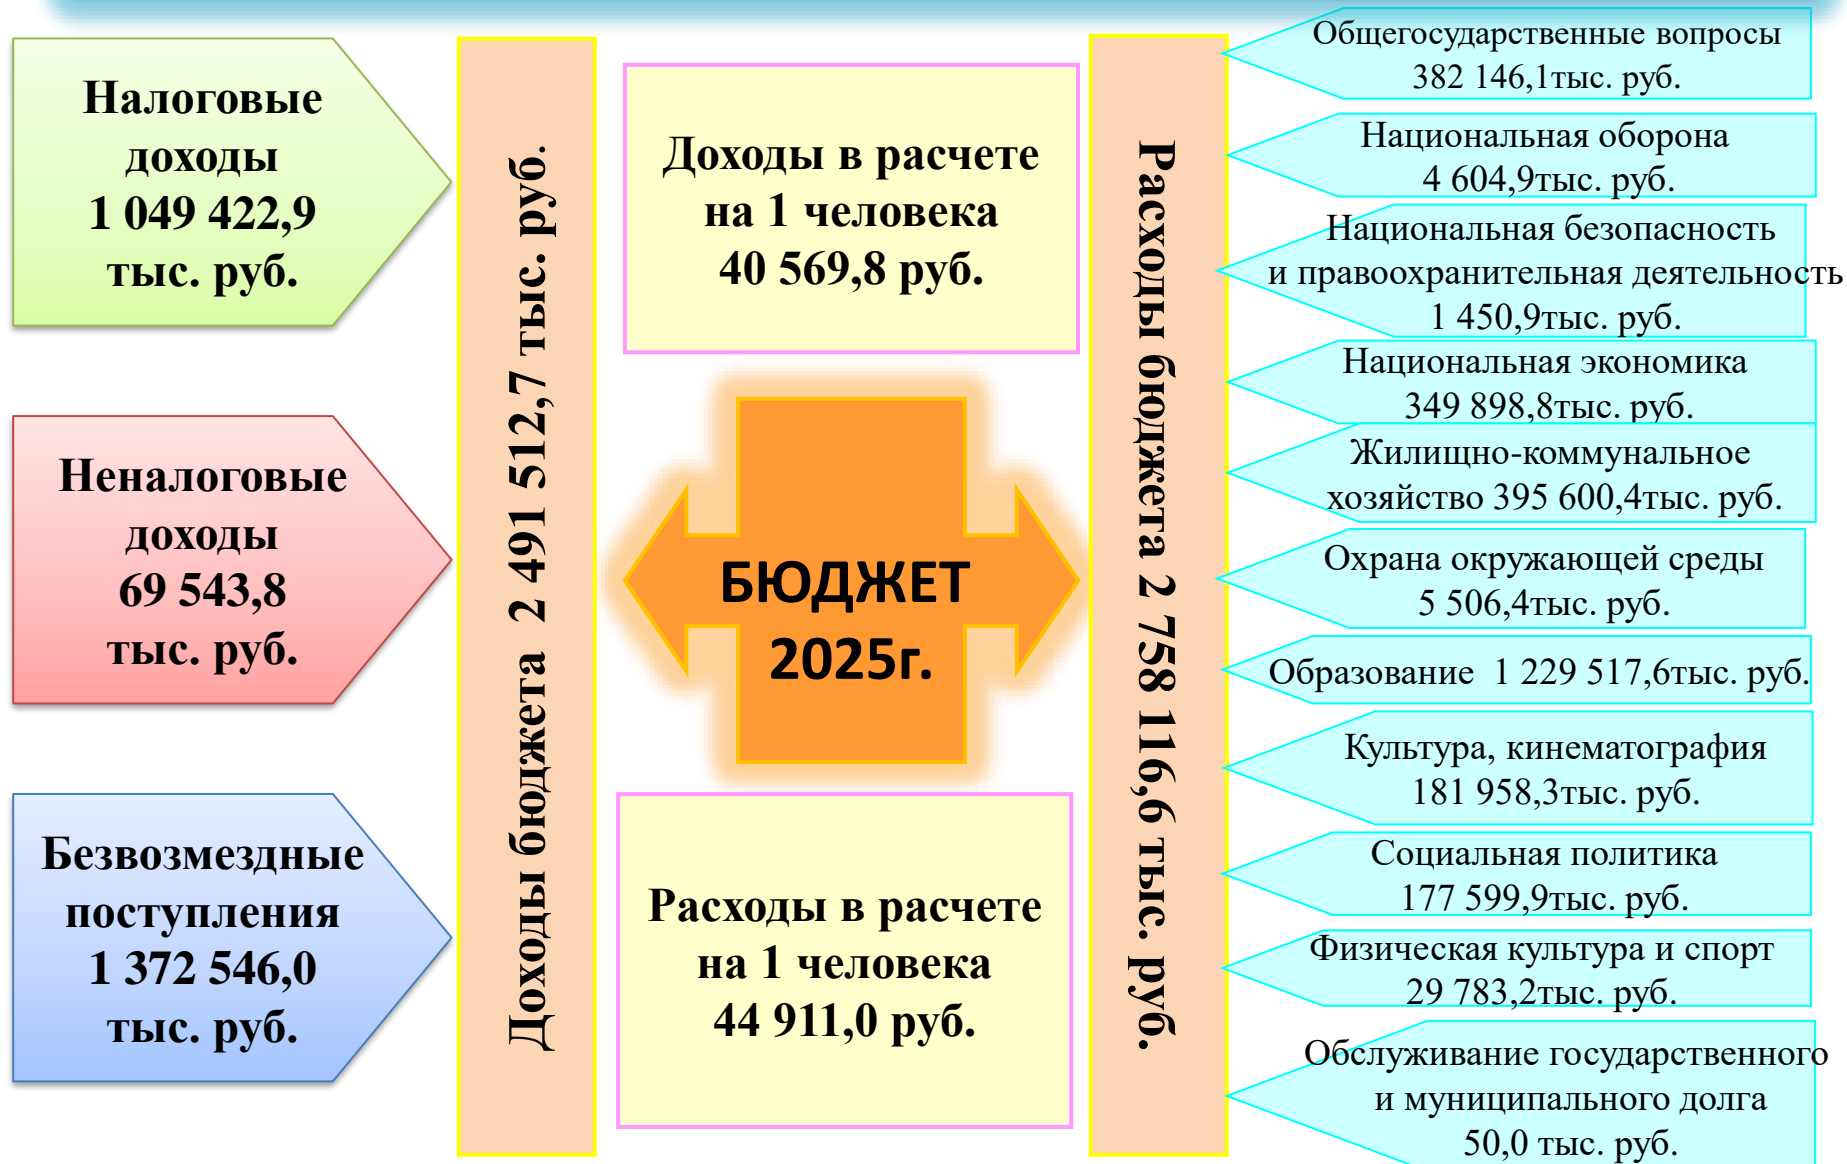 Налоговые
доходы
1 049 422,9
тыс. руб.
Неналоговые
доходы
69 543,8
тыс. руб.
Безвозмездные
поступления
1 372 546,0
тыс. руб.
Доходы бюджета 2 491 512,7 тыс. руб.
Доходы в расчете
на 1 человека
40 569,8 руб.
БЮДЖЕТ
2025г.
Расходы в расчете
на 1 человека
44 911,0 руб.
Расходы бюджета 2 758 116,6 тыс. руб.
Общегосударственные вопросы
382 146,1тыс. руб.
Национальная оборона
4 604,9тыс. руб.
Национальная безопасность
и правоохранительная деятельность
1 450,9тыс. руб.
Национальная экономика
349 898,8тыс. руб.
Жилищно-коммунальное
хозяйство 395 600,4тыс. руб.
Охрана окружающей среды
5 506,4тыс. руб.
Образование 1 229 517,6тыс. руб.
Культура, кинематография
181 958,3тыс. руб.
Социальная политика
177 599,9тыс. руб.
Физическая культура и спорт
29 783,2тыс. руб.
Обслуживание государственного
и муниципального долга
50,0 тыс. руб.